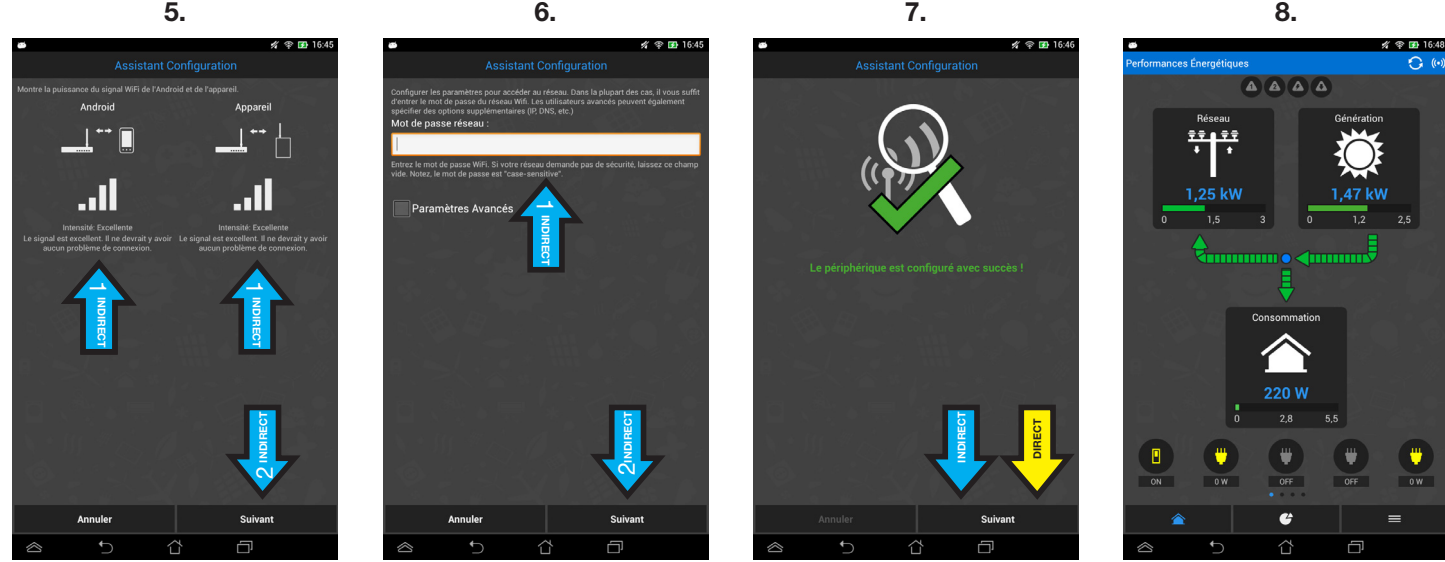 5.
16:45
Assistant Configuration
Montre la puissance du signal WiFi de l'Android et de l'appareil.
Android
Appareil
Intensité: Excellente
Le signal est excellent. Il ne devrait y avoir
aucun problème de connexion.
Intensité: Excellente
Le signal est excellent. Il ne devrait y avoir
aucun problème de connexion.
1 INDIRECT
1 INDIRECT
2 INDIRECT
Annuler
Suivant
6.
16:45
Assistant Configuration
Configurer les paramètres pour accéder au réseau. Dans la plupart des cas, il vous suffit
d'entrer le mot de passe du réseau Wifi. Les utilisateurs avancés peuvent également
spécifier des options supplémentaires (IP, DNS, etc.)
Mot de passe réseau :
Entrez le mot de passe WiFi. Si votre réseau demande pas de sécurité, laissez ce champ
vide. Notez, le mot de passe est "case-sensitive".
Paramètres Avancés
1 INDIRECT
2 INDIRECT
Annuler
Suivant
7.
16:46
Assistant Configuration
Le périphérique est configuré avec succès !
INDIRECT
DIRECT
Annuler
Suivant
8.
16:48
Performances Énergétiques
Réseau
1,25 kW
0 1,5 3
Génération
1,47 kW
0 1,2 2,5
Consommation
220 W
0 2,8 5,5
ON
0 W
OFF
OFF
0 W